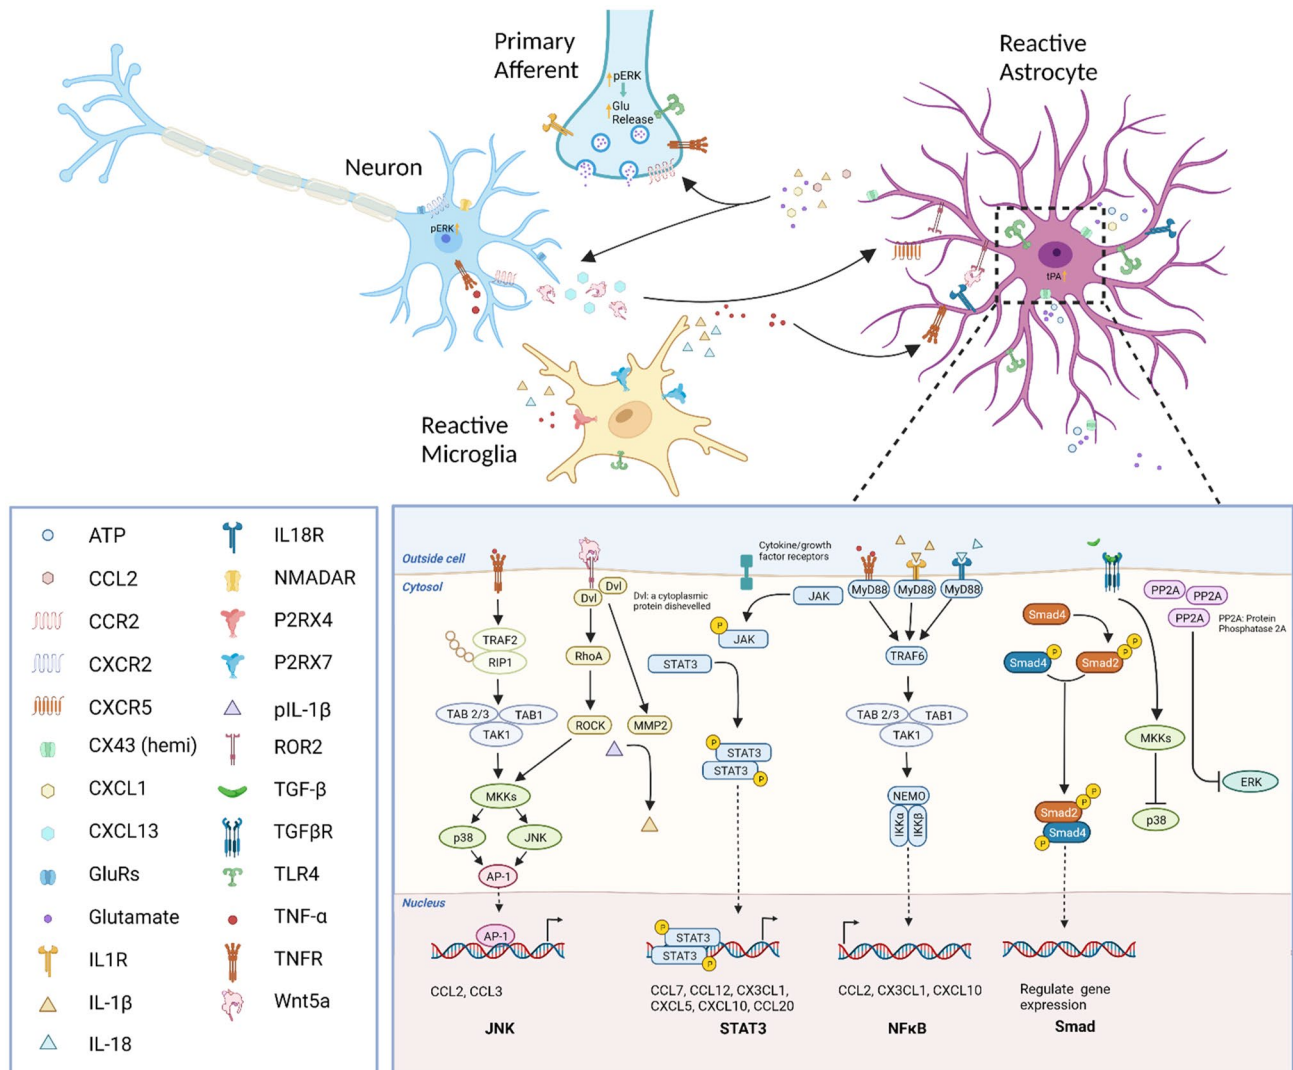 Primary
Afferent
Reactive
Astrocyte
pERK
Glu
Release
Neuron
pERK
tPA
Reactive
Microglia
ATP
CCL2
CCR2
CXCR2
CXCR5
CX43 (hemi)
CXCL1
CXCL13
GluRs
Glutamate
IL1R
IL-1β
IL-18
IL18R
NMADAR
P2RX4
P2RX7
pIL-1β
ROR2
TGF-β
TGFβR
TLR4
TNF-α
TNFR
Wnt5a
Outside cell
Cytosol
TRAF2
RIP1
TAB 2/3
TAB1
TAK1
MKKs
p38
JNK
AP-1
Dvl
Dvl
Dvl: a cytoplasmic
protein dishevelled
RhoA
ROCK
MMP2
Cytokine/growth
factor receptors
JAK
P
JAK
STAT3
P
STAT3
STAT3
P
MyD88
MyD88
MyD88
TRAF6
TAB 2/3
TAB1
TAK1
NEMO
IKKα
IKKβ
Smad4
Smad4
P
Smad2
P
P
Smad2
P
P
Smad4
P
MKKs
p38
PP2A
PP2A
PP2A
PP2A: Protein
Phosphatase 2A
ERK
Nucleus
AP-1
CCL2, CCL3
JNK
P
STAT3
STAT3
P
CCL7, CCL12, CX3CL1,
CXCL5, CXCL10, CCL20
STAT3
CCL2, CX3CL1, CXCL10
NFκB
Regulate gene
expression
Smad